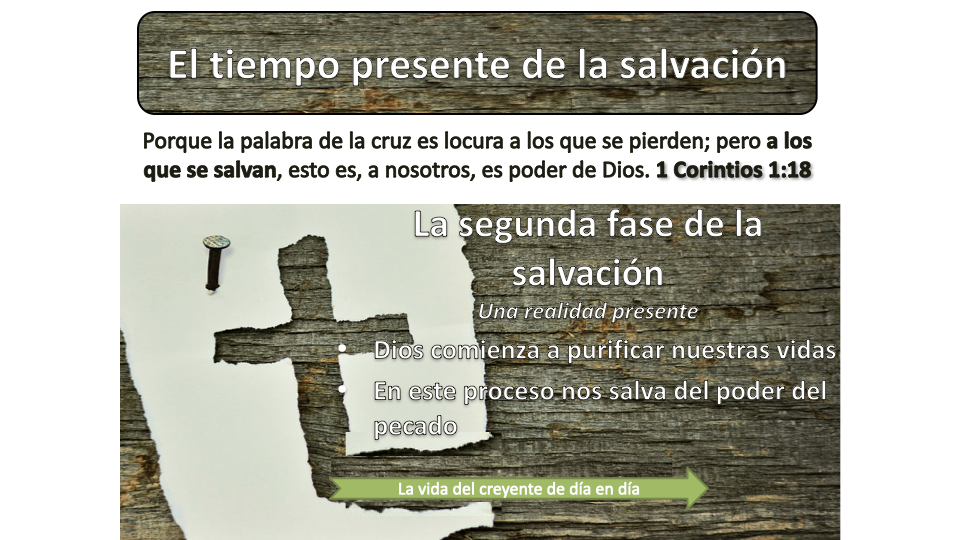 El tiempo presente de la salvación
Porque la palabra de la cruz es locura a los que se pierden; pero a los
que se salvan, esto es, a nosotros, es poder de Dios. 1 Corintios 1:18
La segunda fase de la
salvación
Una realidad presente
• Dios comienza a purificar nuestras vidas
• En este proceso nos salva del poder del
pecado
La vida del creyente de día en día